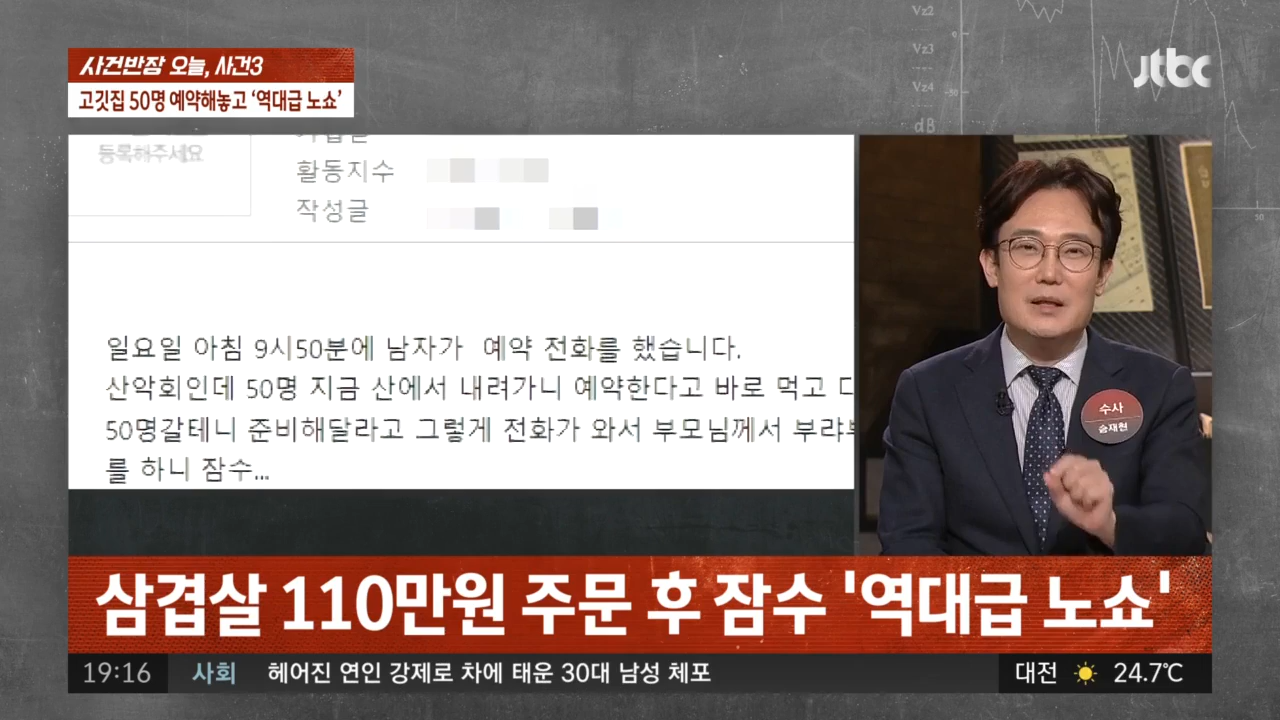 Vz2
Vz3
Vz4
dB
jtbc
사건반장 오늘, 사건3
고깃집 50명 예약해놓고 '역대급 노쇼'
등록해주세요
활동지수
작성글
일요일 아침 9시50분에 남자가 예약 전화를 했습니다.
산악회인데 50명 지금 산에서 내려가니 예약한다고 바로 먹고
50명갈테니 준비해달라고 그렇게 전화가 와서 부모님께서
를 하니 잠수...
수사
승재현
삼겹살 110만원 주문 후 잠수 '역대급 노쇼'
19:16 사회 헤어진 연인 강제로 차에 태운 30대 남성 체포 대전 24.7℃